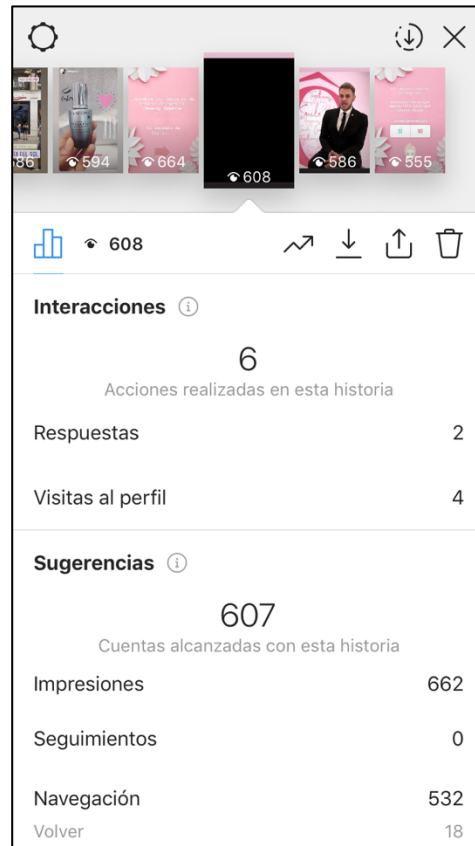 86
594
664
608
586
555
608
Interacciones
6
Acciones realizadas en esta historia
Respuestas 2
Visitas al perfil 4
Sugerencias
607
Cuentas alcanzadas con esta historia
Impresiones 662
Seguimientos 0
Navegación 532
Volver 18